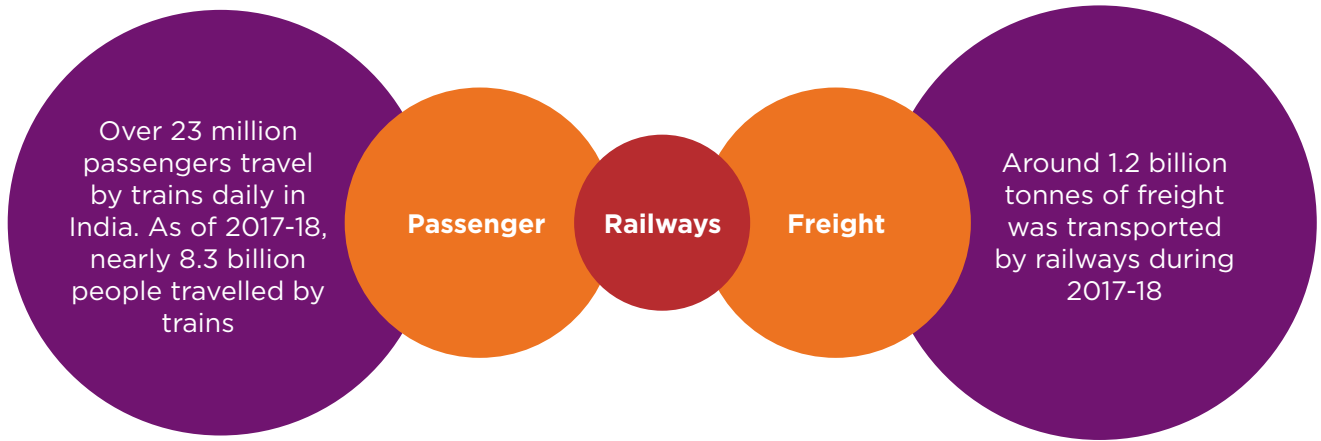 Over 23 million
passengers travel
by trains daily in
India. As of 2017-18,
nearly 8.3 billion
people travelled by
trains
Passenger
Railways
Freight
Around 1.2 billion
tonnes of freight
was transported
by railways during
2017-18